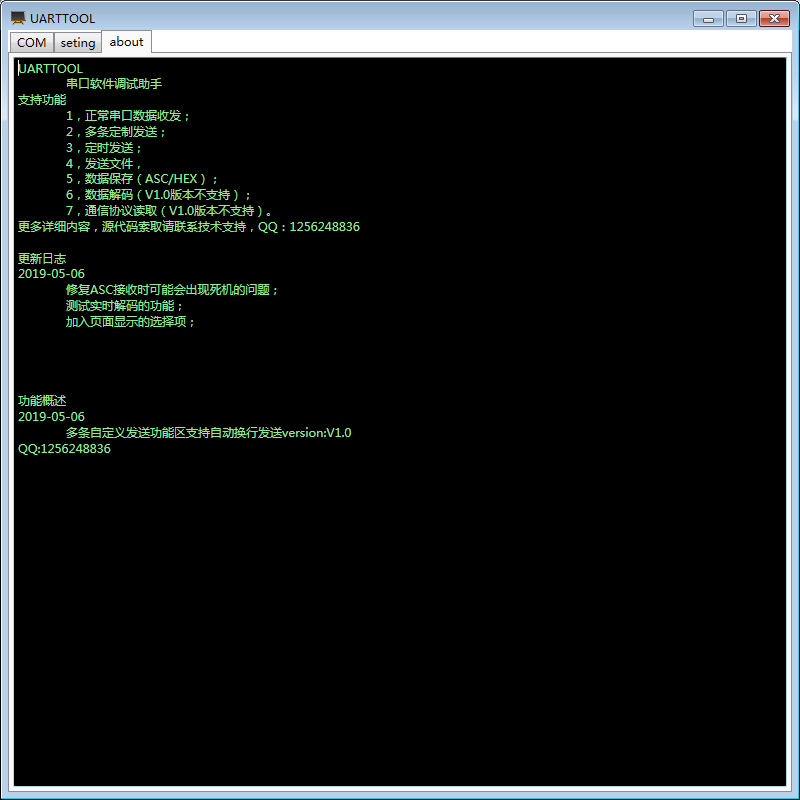 UARTTOOL
COM seting about
UARTTOOL
串口软件调试助手
支持功能
1，正常串口数据收发；
2，多条定制发送；
3，定时发送；
4，发送文件，
5，数据保存（ASC/HEX）；
6，数据解码（V1.0版本不支持）；
7，通信协议读取（V1.0版本不支持）。
更多详细内容，源代码索取请联系技术支持，QQ：1256248836
更新日志
2019-05-06
修复ASC接收时可能会出现死机的问题；
测试实时解码的功能；
加入页面显示的选择项；
功能概述
2019-05-06
多条自定义发送功能区支持自动换行发送version:V1.0
QQ:1256248836